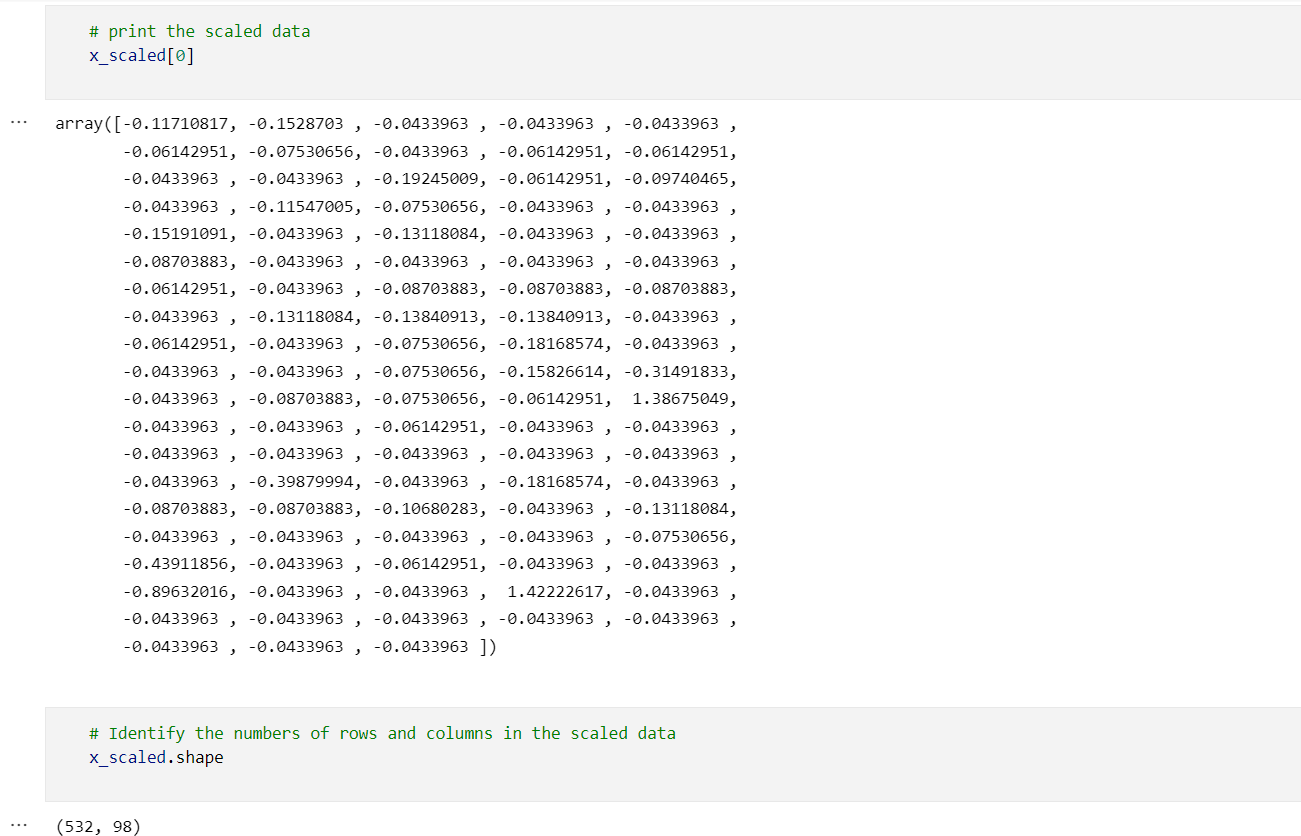 # print the scaled data
x_scaled[0]
... array([-0.11710817, -0.1528703 , -0.0433963 , -0.0433963 , -0.0433963 ,
-0.06142951, -0.07530656, -0.0433963 , -0.06142951, -0.06142951,
-0.0433963 , -0.0433963 , -0.19245009, -0.06142951, -0.09740465,
-0.0433963 , -0.11547005, -0.07530656, -0.0433963 , -0.0433963 ,
-0.15191091, -0.0433963 , -0.13118084, -0.0433963 , -0.0433963 ,
-0.08703883, -0.0433963 , -0.0433963 , -0.0433963 , -0.0433963 ,
-0.06142951, -0.0433963 , -0.08703883, -0.08703883, -0.08703883,
-0.0433963 , -0.13118084, -0.13840913, -0.13840913, -0.0433963 ,
-0.06142951, -0.0433963 , -0.07530656, -0.18168574, -0.0433963 ,
-0.0433963 , -0.0433963 , -0.07530656, -0.15826614, -0.31491833,
-0.0433963 , -0.08703883, -0.07530656, -0.06142951,  1.38675049,
-0.0433963 , -0.0433963 , -0.06142951, -0.0433963 , -0.0433963 ,
-0.0433963 , -0.0433963 , -0.0433963 , -0.0433963 , -0.0433963 ,
-0.0433963 , -0.39879994, -0.0433963 , -0.18168574, -0.0433963 ,
-0.08703883, -0.08703883, -0.10680283, -0.0433963 , -0.13118084,
-0.0433963 , -0.0433963 , -0.0433963 , -0.0433963 , -0.07530656,
-0.43911856, -0.0433963 , -0.06142951, -0.0433963 , -0.0433963 ,
-0.89632016, -0.0433963 , -0.0433963 ,  1.42222617, -0.0433963 ,
-0.0433963 , -0.0433963 , -0.0433963 , -0.0433963 , -0.0433963 ,
-0.0433963 , -0.0433963 , -0.0433963 ])
# Identify the numbers of rows and columns in the scaled data
x_scaled.shape
... (532, 98)